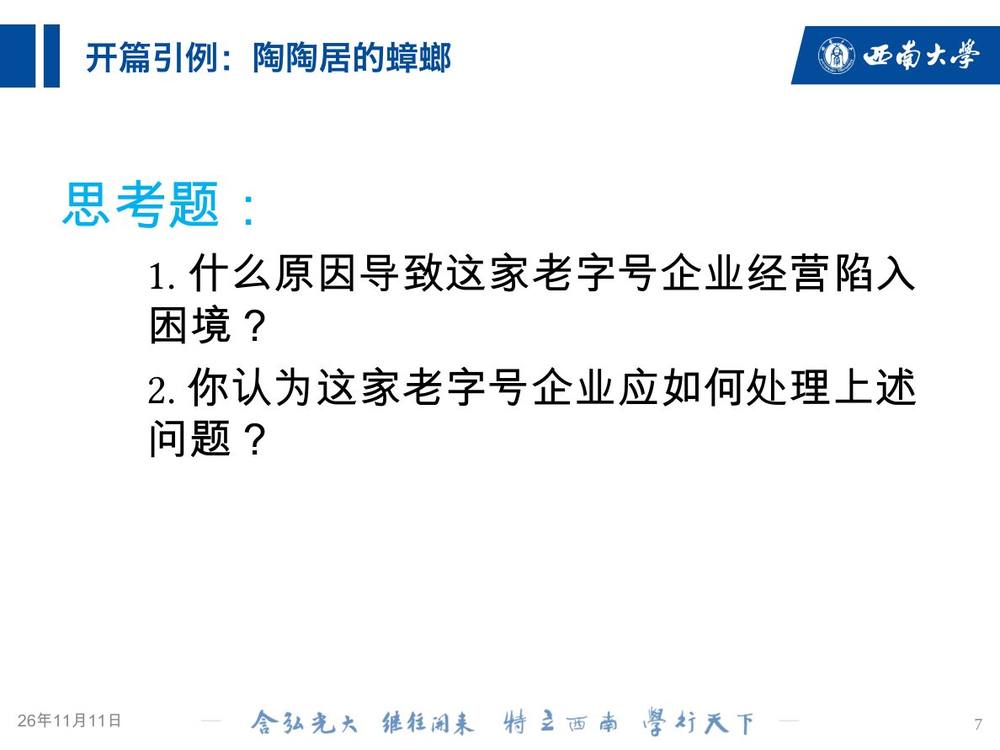 开篇引例：陶陶居的蟑螂
西南大学
思考题：
1. 什么原因导致这家老字号企业经营陷入
困境？
2. 你认为这家老字号企业应如何处理上述
问题？
26年11月11日
含弘光大 继往开来 特立西南 学行天下
7